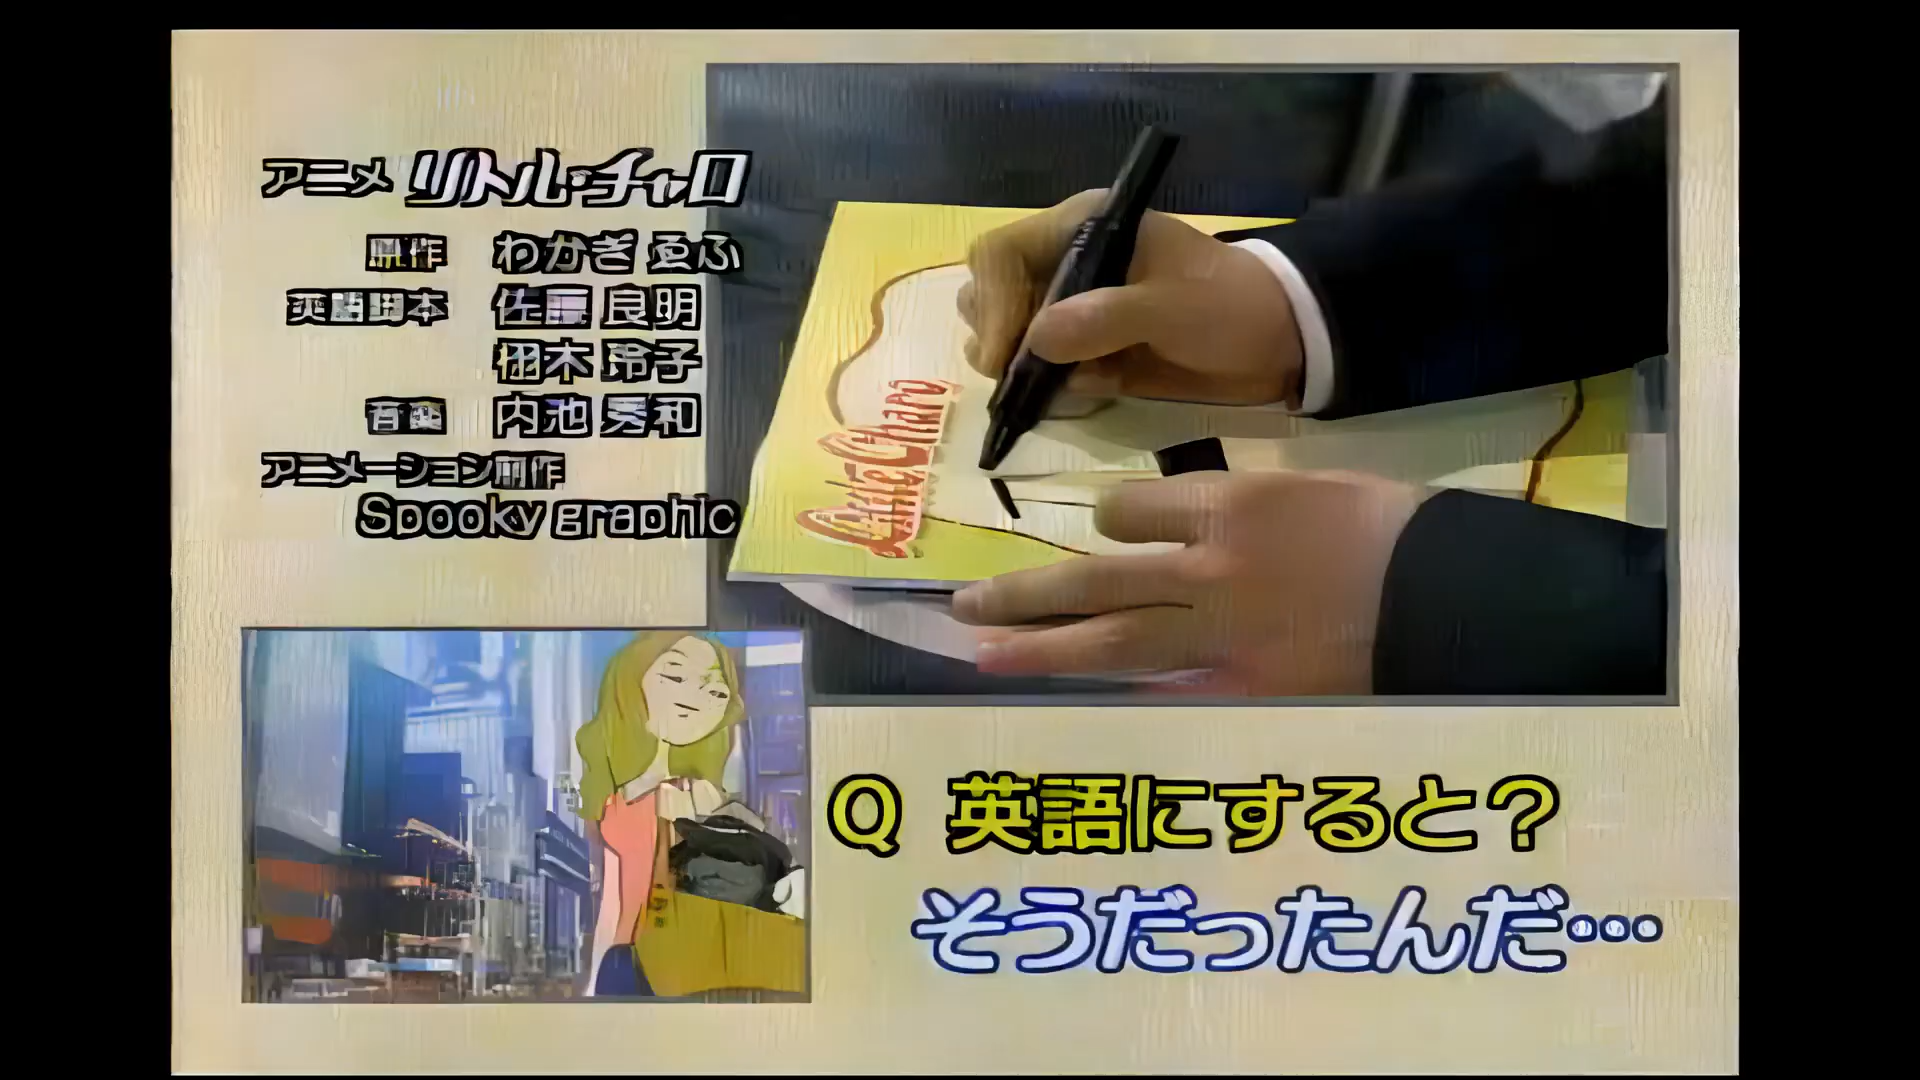 アニメ リトル・チャロ
原作 わかぎ ゑふ
英語脚本 佐藤 良明
栩木 玲子
音楽 内池 秀和
アニメーション制作
Spooky graphic
Little Charo
Q 英語にすると?
そうだったんだ…